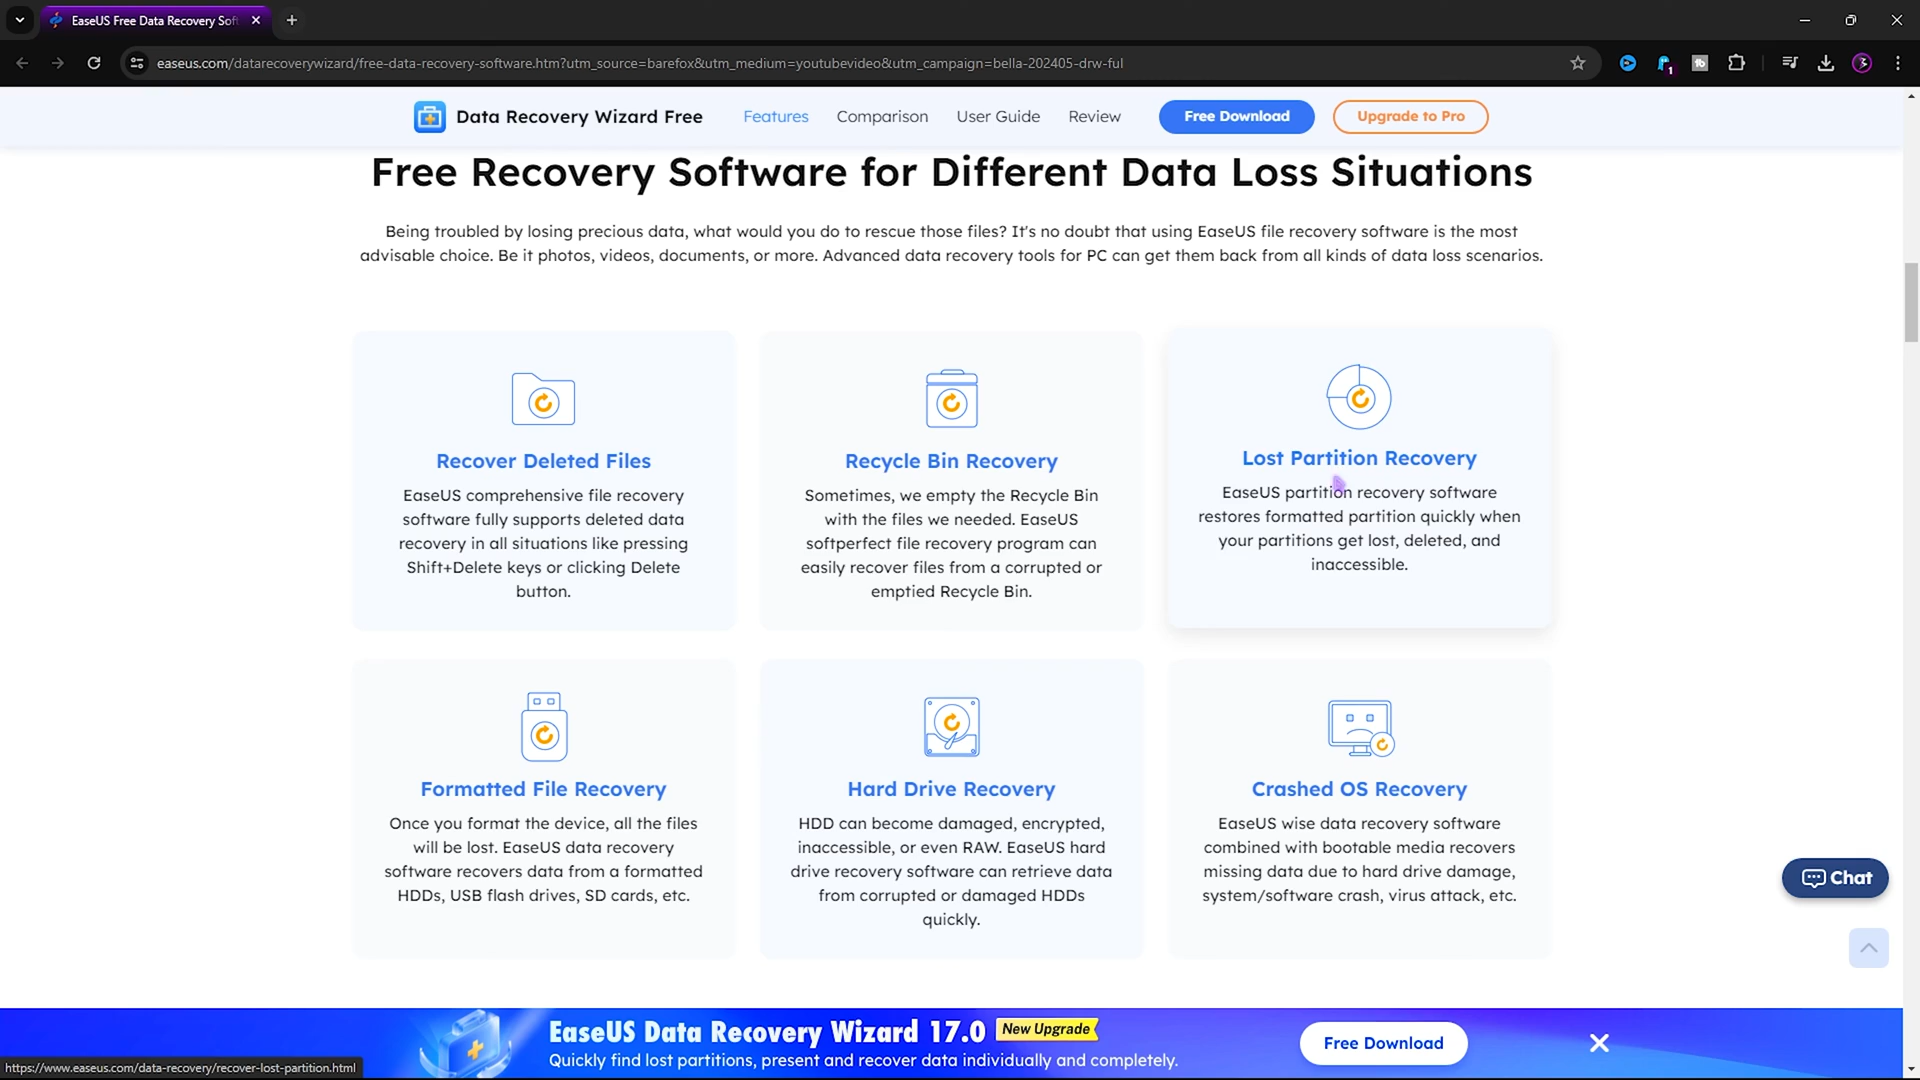 EaseUS Free Data Recovery Soft
easeus.com/datarecoverywizard/free-data-recovery-software.htm?utm_source=barefox&utm_medium=youtubevideo&utm_campaign=bella-202405-drw-ful
1
Data Recovery Wizard Free
Features
Comparison
User Guide
Review
Free Download
Upgrade to Pro
Free Recovery Software for Different Data Loss Situations
Being troubled by losing precious data, what would you do to rescue those files? It's no doubt that using EaseUS file recovery software is the most
advisable choice. Be it photos, videos, documents, or more. Advanced data recovery tools for PC can get them back from all kinds of data loss scenarios.
Recover Deleted Files
EaseUS comprehensive file recovery
software fully supports deleted data
recovery in all situations like pressing
Shift+Delete keys or clicking Delete
button.
Recycle Bin Recovery
Sometimes, we empty the Recycle Bin
with the files we needed. EaseUS
softperfect file recovery program can
easily recover files from a corrupted or
emptied Recycle Bin.
Lost Partition Recovery
EaseUS partition recovery software
restores formatted partition quickly when
your partitions get lost, deleted, and
inaccessible.
Formatted File Recovery
Once you format the device, all the files
will be lost. EaseUS data recovery
software recovers data from a formatted
HDDs, USB flash drives, SD cards, etc.
Hard Drive Recovery
HDD can become damaged, encrypted,
inaccessible, or even RAW. EaseUS hard
drive recovery software can retrieve data
from corrupted or damaged HDDs
quickly.
Crashed OS Recovery
EaseUS wise data recovery software
combined with bootable media recovers
missing data due to hard drive damage,
system/software crash, virus attack, etc.
Chat
EaseUS Data Recovery Wizard 17.0
New Upgrade
Quickly find lost partitions, present and recover data individually and completely.
Free Download
https://www.easeus.com/data-recovery/recover-lost-partition.html